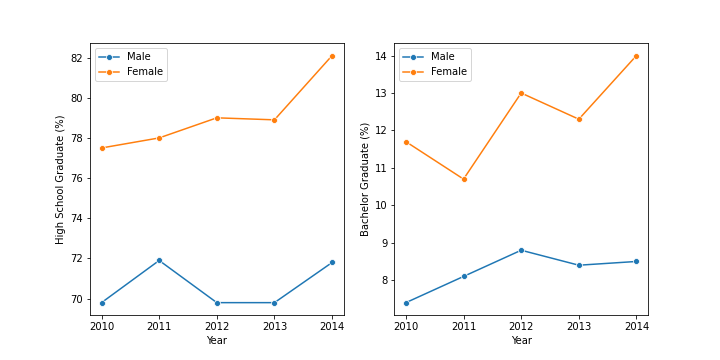 Male
Female
High School Graduate (%)
82
80
78
76
74
72
70
2010 2011 2012 2013 2014
Year
Male
Female
Bachelor Graduate (%)
14
13
12
11
10
9
8
2010 2011 2012 2013 2014
Year